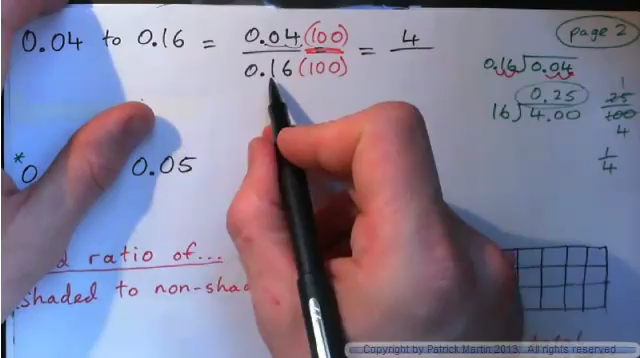 page 2
0.04 to 0.16 = 0.04(100) / 0.16(100) = 4
0.16 0.04
0.25
16 4.00
1
25
100
4
1/4
*0 0.05
ratio of...
shaded to non-shad
Copyright by Patrick Martin 2013. All rights reserved